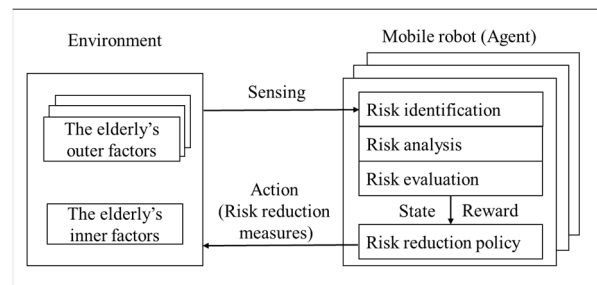 Environment
Mobile robot (Agent)
The elderly's
outer factors
The elderly's
inner factors
Sensing
Action
(Risk reduction
measures)
Risk identification
Risk analysis
Risk evaluation
State Reward
Risk reduction policy